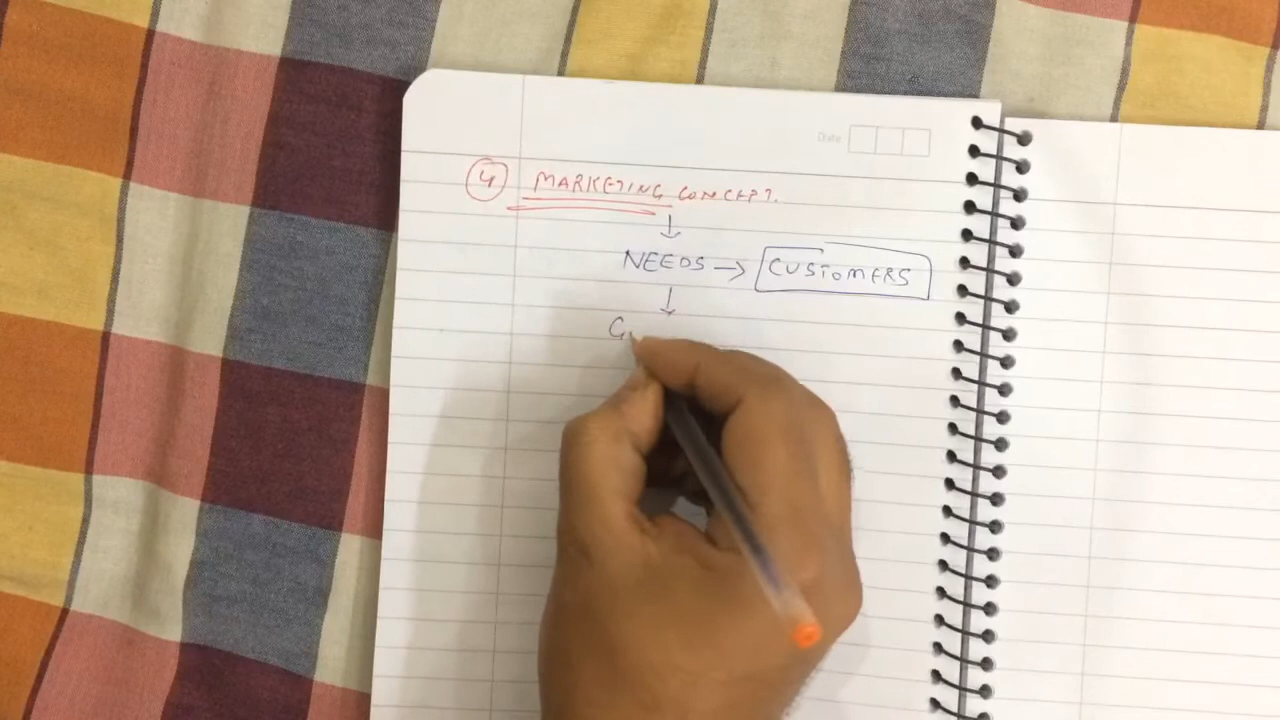 Date
4 MARKETING CONCEPT.
↓
NEEDS → CUSTOMERS
↓